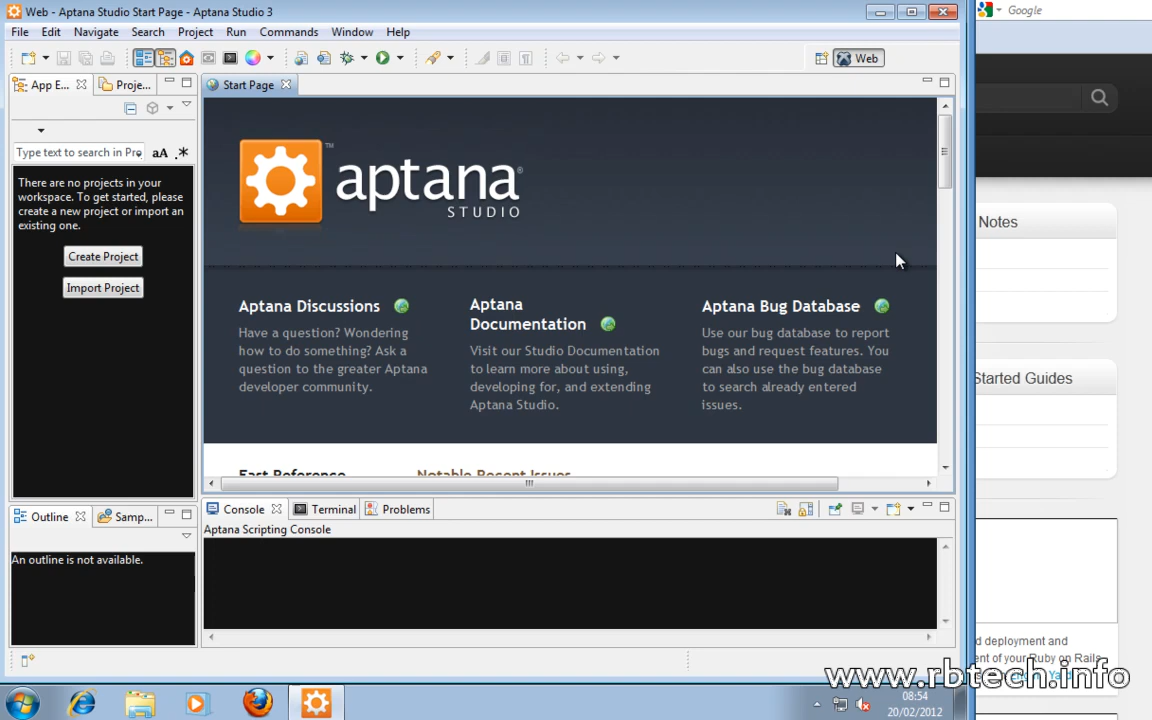 Web - Aptana Studio Start Page - Aptana Studio 3
Google
File Edit Navigate Search Project Run Commands Window Help
Web
App E...
Proje...
Start Page
Type text to search in Pro
aA .*
There are no projects in your
workspace. To get started, please
create a new project or import an
existing one.
Create Project
Import Project
aptana
STUDIO
TM
Aptana Discussions
Have a question? Wondering
how to do something? Ask a
question to the greater Aptana
developer community.
Aptana
Documentation
Visit our Studio Documentation
to learn more about using,
developing for, and extending
Aptana Studio.
Aptana Bug Database
Use our bug database to report
bugs and request features. You
can also use the bug database
to search already entered
issues.
Fast Reference
Notable Recent Issues
Notes
Started Guides
Outline
Samp...
An outline is not available.
Console
Terminal
Problems
Aptana Scripting Console
d deployment and
ent of your Ruby on Rails
www.rbtech.info
08:54
20/02/2012